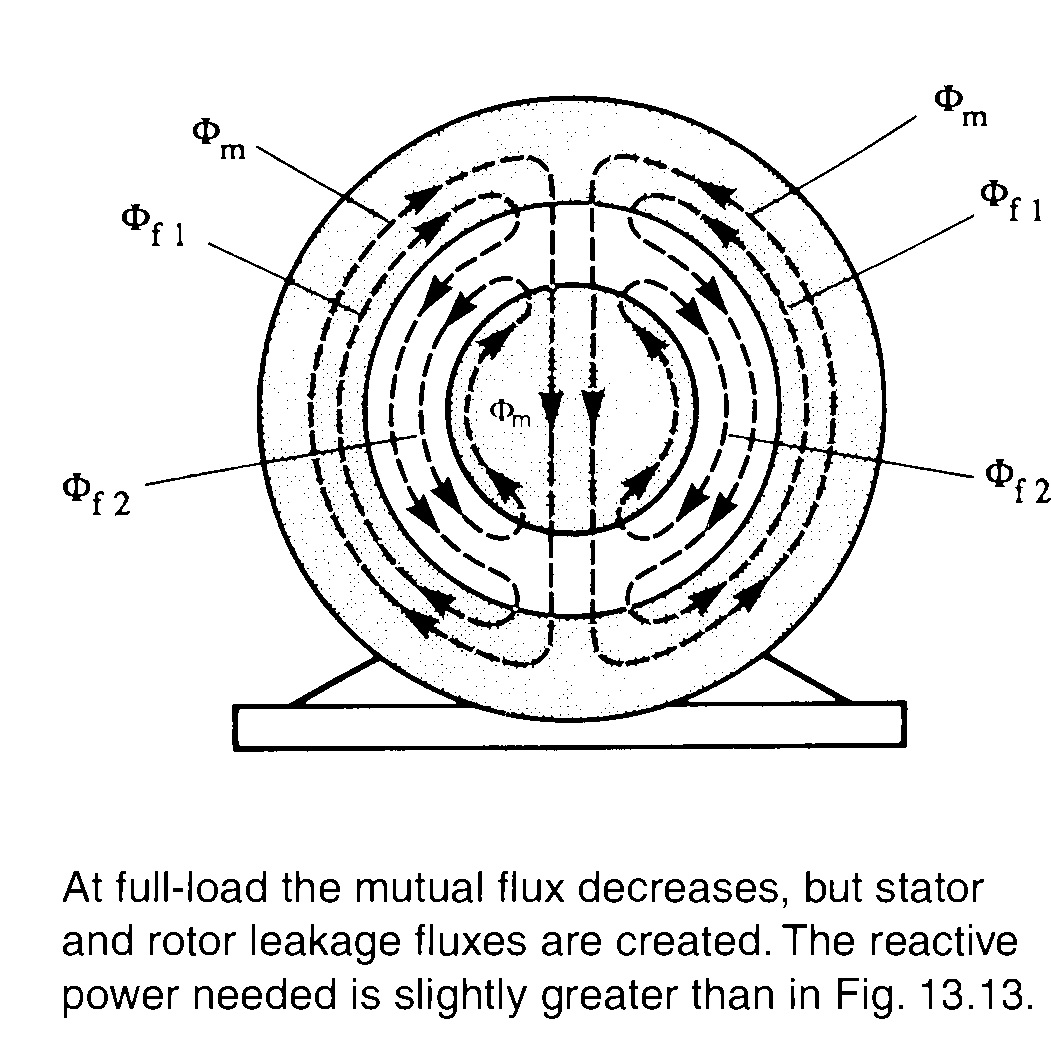 Φm
Φm
Φf 1
Φf 1
Φm
Φf 2
Φf 2
At full-load the mutual flux decreases, but stator
and rotor leakage fluxes are created. The reactive
power needed is slightly greater than in Fig. 13.13.